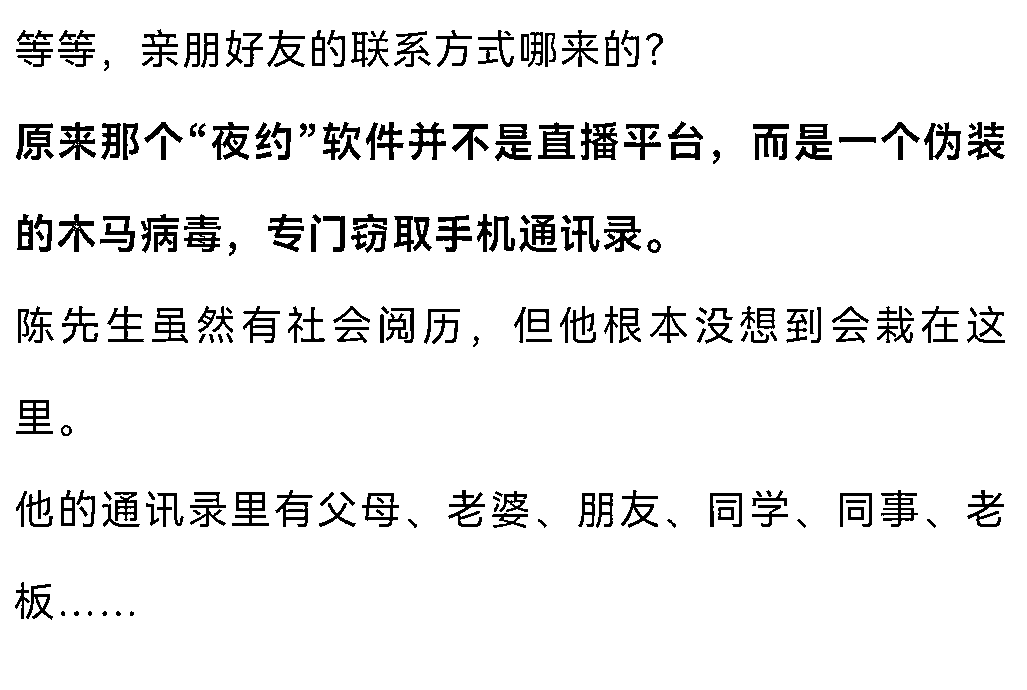 等等，亲朋好友的联系方式哪来的？
原来那个“夜约”软件并不是直播平台，而是一个伪装
的木马病毒，专门窃取手机通讯录。
陈先生虽然有社会阅历，但他根本没想到会栽在这
里。
他的通讯录里有父母、老婆、朋友、同学、同事、老
板……